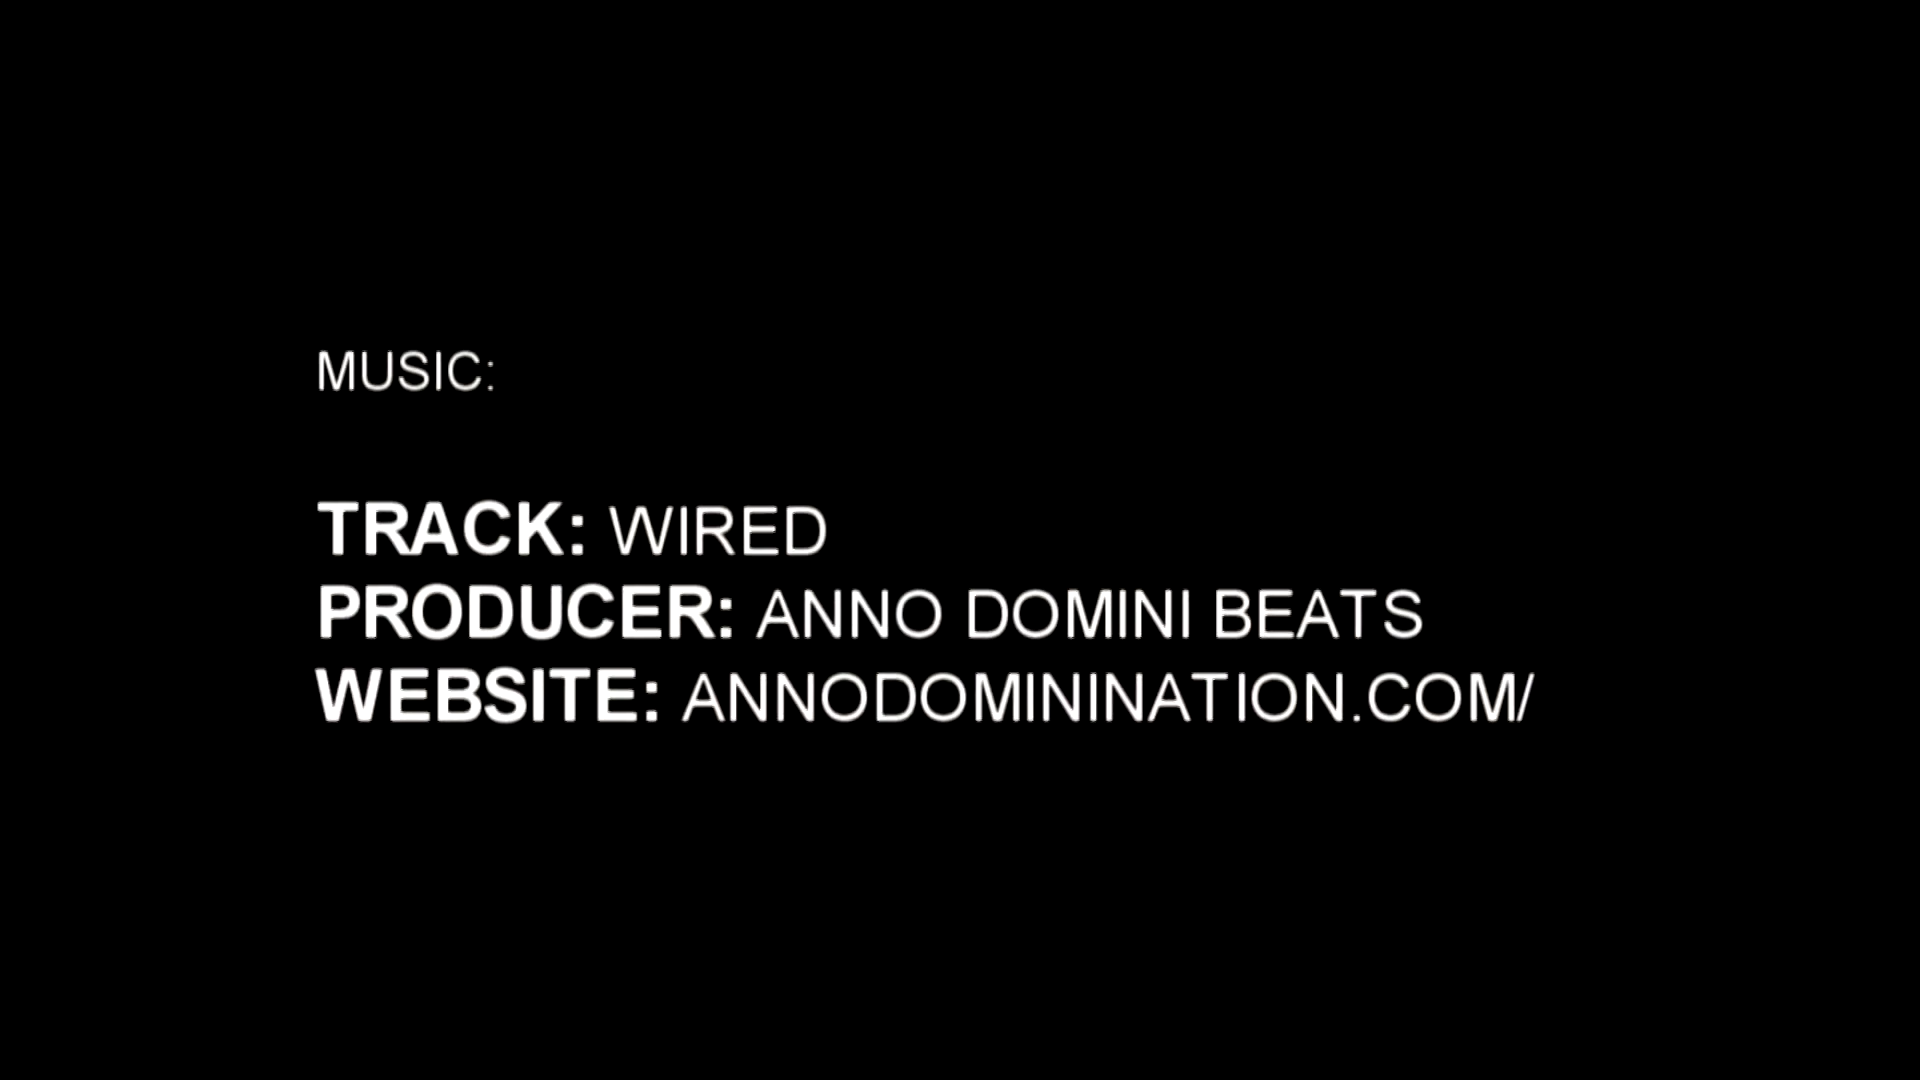 MUSIC:
TRACK: WIRED
PRODUCER: ANNO DOMINI BEATS
WEBSITE: ANNODOMININATION.COM/